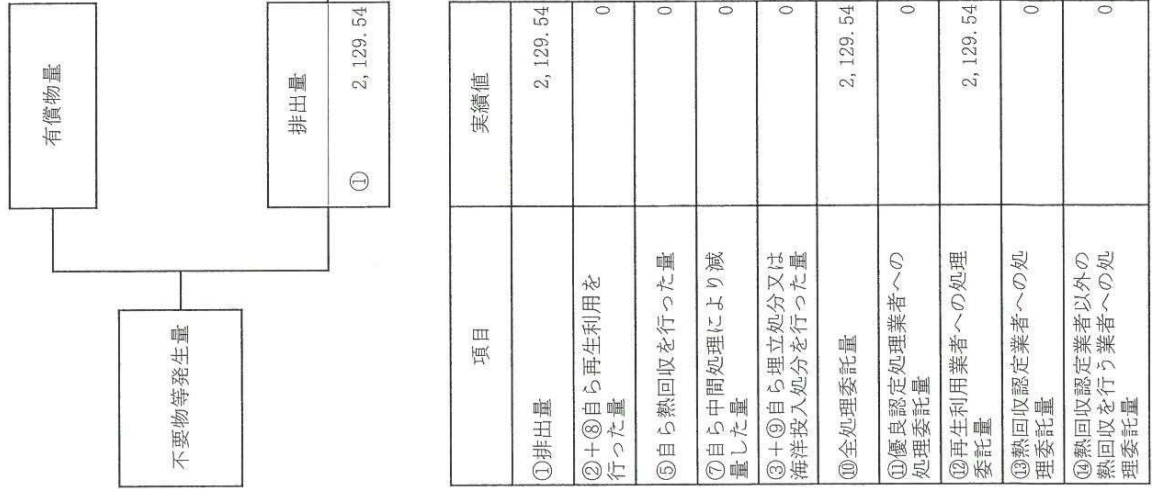 不要物等発生量
有償物量
排出量
① 2,129.54
項目 実績値
①排出量 2,129.54
②+⑧自ら再生利用を
行った量 0
⑤自ら熱回収を行った量 0
⑦自ら中間処理により減
量した量 0
③+⑨自ら埋立処分又は
海洋投入処分を行った量 0
⑩全処理委託量 2,129.54
⑪優良認定処理業者への
処理委託量 0
⑫再生利用業者への処理
委託量 2,129.54
⑬熱回収認定業者への処
理委託量 0
⑭熱回収認定業者以外の
熱回収を行う業者への処
理委託量 0